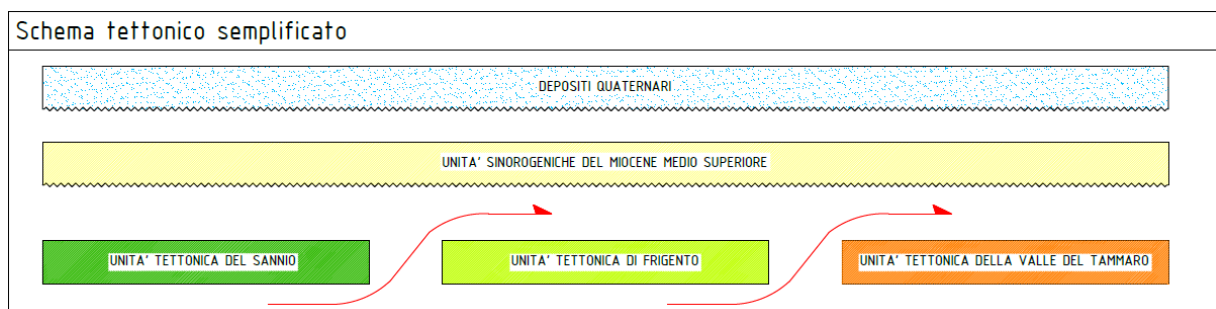 Schema tettonico semplificato
DEPOSITI QUATERNARI
UNITA' SINOROGENICHE DEL MIOCENE MEDIO SUPERIORE
UNITA' TETTONICA DEL SANNIO
UNITA' TETTONICA DI FRIGENTO
UNITA' TETTONICA DELLA VALLE DEL TAMMARO